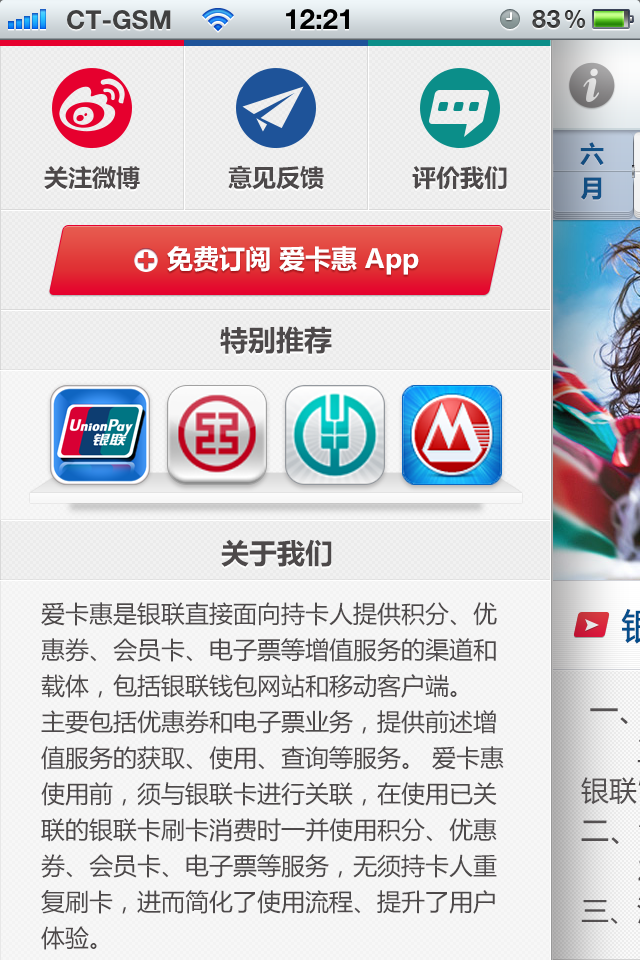 CT-GSM
12:21
83%
关注微博
意见反馈
评价我们
六
月
免费订阅 爱卡惠 App
特别推荐
UnionPay
银联
关于我们
爱卡惠是银联直接面向持卡人提供积分、优
惠券、会员卡、电子票等增值服务的渠道和
载体，包括银联钱包网站和移动客户端。
主要包括优惠券和电子票业务，提供前述增
值服务的获取、使用、查询等服务。 爱卡惠
使用前，须与银联卡进行关联，在使用已关
联的银联卡刷卡消费时一并使用积分、优惠
券、会员卡、电子票等服务，无须持卡人重
复刷卡，进而简化了使用流程、提升了用户
体验。
一、
银联
二、
三、